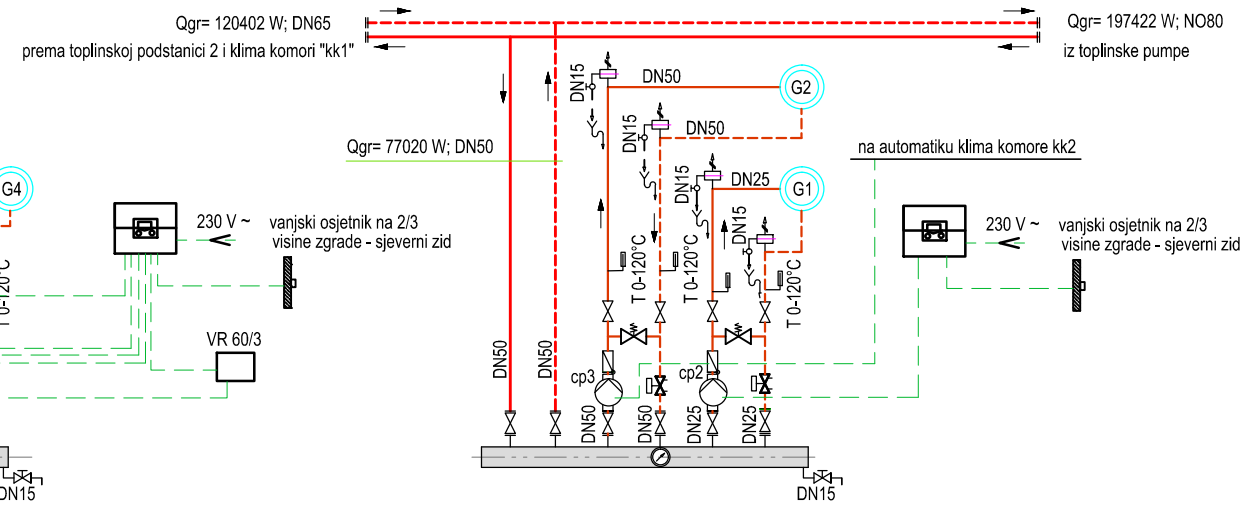 Qgr= 120402 W; DN65
prema toplinskoj podstanici 2 i klima komori "kk1"
Qgr= 197422 W; NO80
iz toplinske pumpe
DN15
DN50
G2
DN15
DN50
Qgr= 77020 W; DN50
na automatiku klima komore kk2
DN15
DN25
G1
G4
DN15
230 V ~
vanjski osjetnik na 2/3
visine zgrade - sjeverni zid
230 V ~
vanjski osjetnik na 2/3
visine zgrade - sjeverni zid
T 0-120°C
T 0-120°C
T 0-120°C
T 0-120°C
VR 60/3
DN50
DN50
cp3
cp2
DN50
DN50
DN25
DN25
DN15
DN15